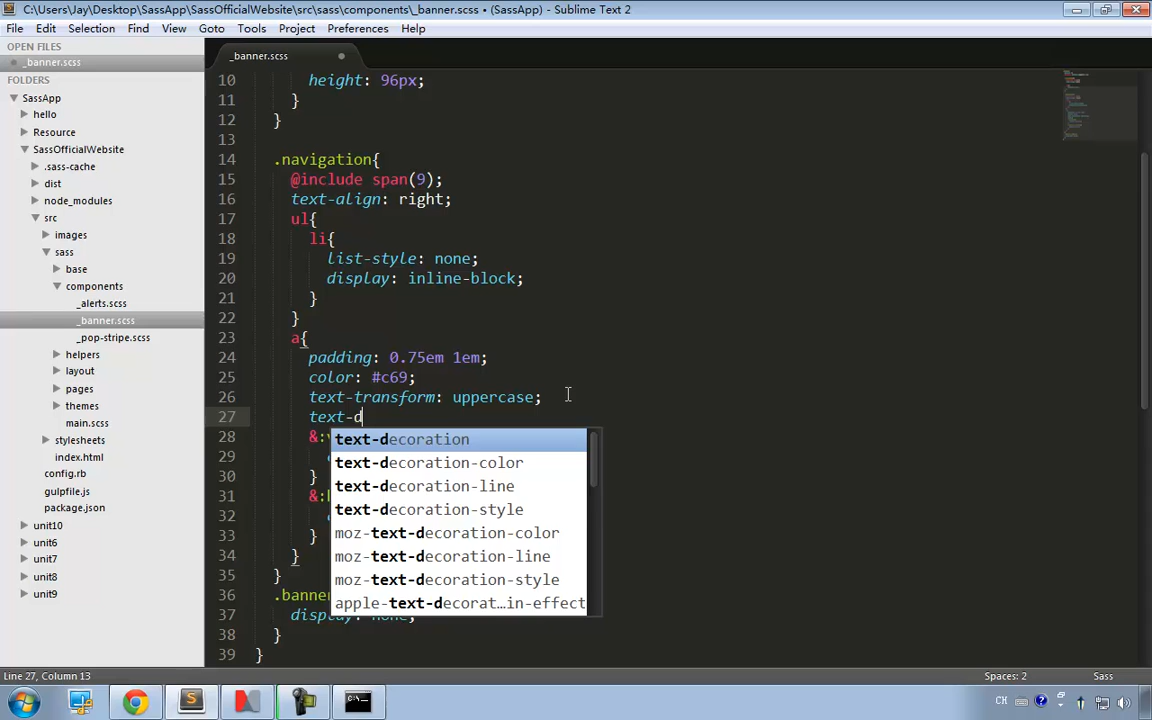 C:\Users\Jay\Desktop\SassApp\SassOfficialWebsite\src\sass\components\_banner.scss • (SassApp) - Sublime Text 2
File Edit Selection Find View Goto Tools Project Preferences Help
OPEN FILES
_banner.scss
FOLDERS
SassApp
hello
Resource
SassOfficialWebsite
.sass-cache
dist
node_modules
src
images
sass
base
components
_alerts.scss
_banner.scss
_pop-stripe.scss
helpers
layout
pages
themes
main.css
stylesheets
index.html
config.rb
gulpfile.js
package.json
unit10
unit6
unit7
unit8
unit9
_banner.scss
10 height: 96px;
11 }
12 }
13
14 .navigation{
15 @include span(9);
16 text-align: right;
17 ul{
18 li{
19 list-style: none;
20 display: inline-block;
21 }
22 }
23 a{
24 padding: 0.75em 1em;
25 color: #c69;
26 text-transform: uppercase;
27 text-d
28 &:
29
30 }
31 &:
32
33 }
34 }
35 }
36 .banne
37 display: none;
38 }
39 }
text-decoration
text-decoration-color
text-decoration-line
text-decoration-style
moz-text-decoration-color
moz-text-decoration-line
moz-text-decoration-style
apple-text-decorat…in-effect
Line 27, Column 13
Spaces: 2
Sass
CH